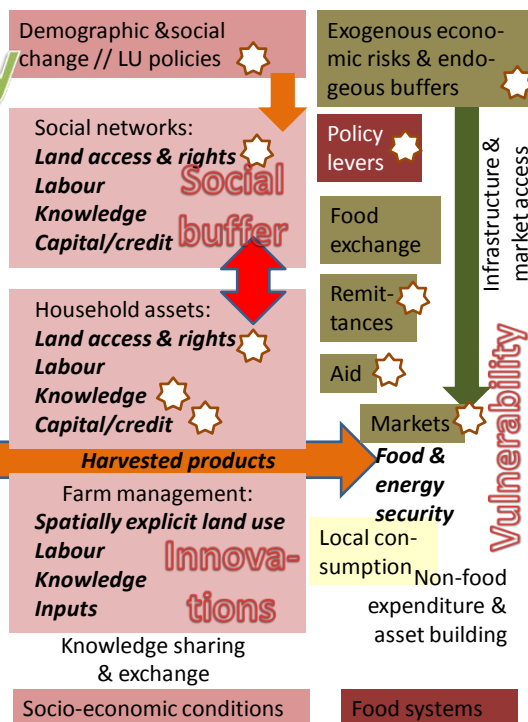 Demographic &social
change // LU policies
Exogenous econo-
mic risks & endo-
geous buffers
Social networks:
Land access & rights
Labour
Knowledge
Capital/credit
Social
buffer
Policy
levers
Food
exchange
Remit-
tances
Aid
Markets
Infrastructure &
market access
Vulnerability
Household assets:
Land access & rights
Labour
Knowledge
Capital/credit
Harvested products
Food &
energy
security
Farm management:
Spatially explicit land use
Labour
Knowledge
Inputs
Innova-
tions
Local con-
sumption
Non-food
expenditure &
asset building
Knowledge sharing
& exchange
Socio-economic conditions
Food systems